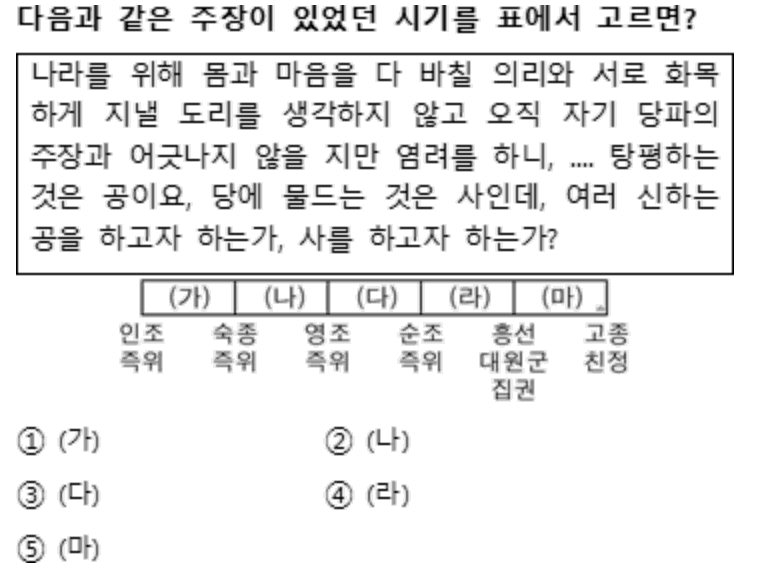 다음과 같은 주장이 있었던 시기를 표에서 고르면?
나라를 위해 몸과 마음을 다 바칠 의리와 서로 화목
하게 지낼 도리를 생각하지 않고 오직 자기 당파의
주장과 어긋나지 않을 지만 염려를 하니, .... 탕평하는
것은 공이요, 당에 물드는 것은 사인데, 여러 신하는
공을 하고자 하는가, 사를 하고자 하는가?
(가) (나) (다) (라) (마)
인조 숙종 영조 순조 흥선 고종
즉위 즉위 즉위 즉위 대원군 친정
집권
① (가) ② (나)
③ (다) ④ (라)
⑤ (마)